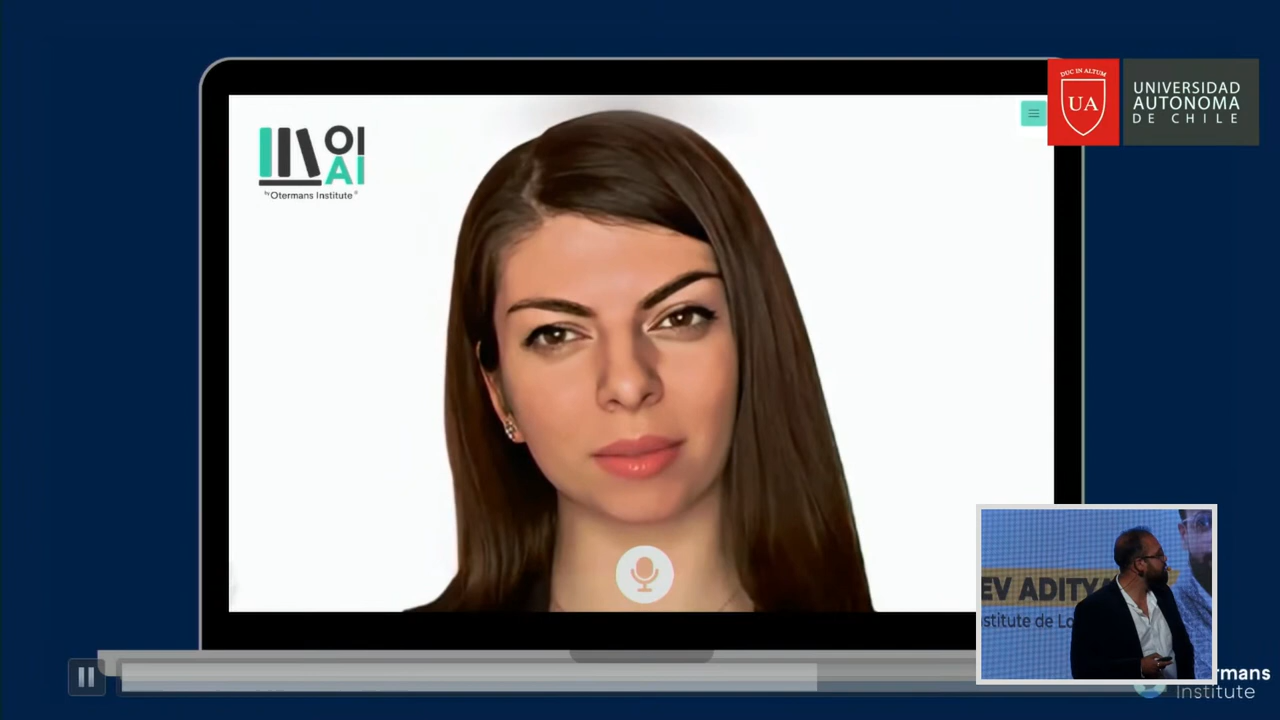 OI
AI
by Otermans Institute®
DUC IN ALTUM
UA
UNIVERSIDAD
AUTONOMA
DE CHILE
EV ADITYA
stitute de Lo
rmans
Institute